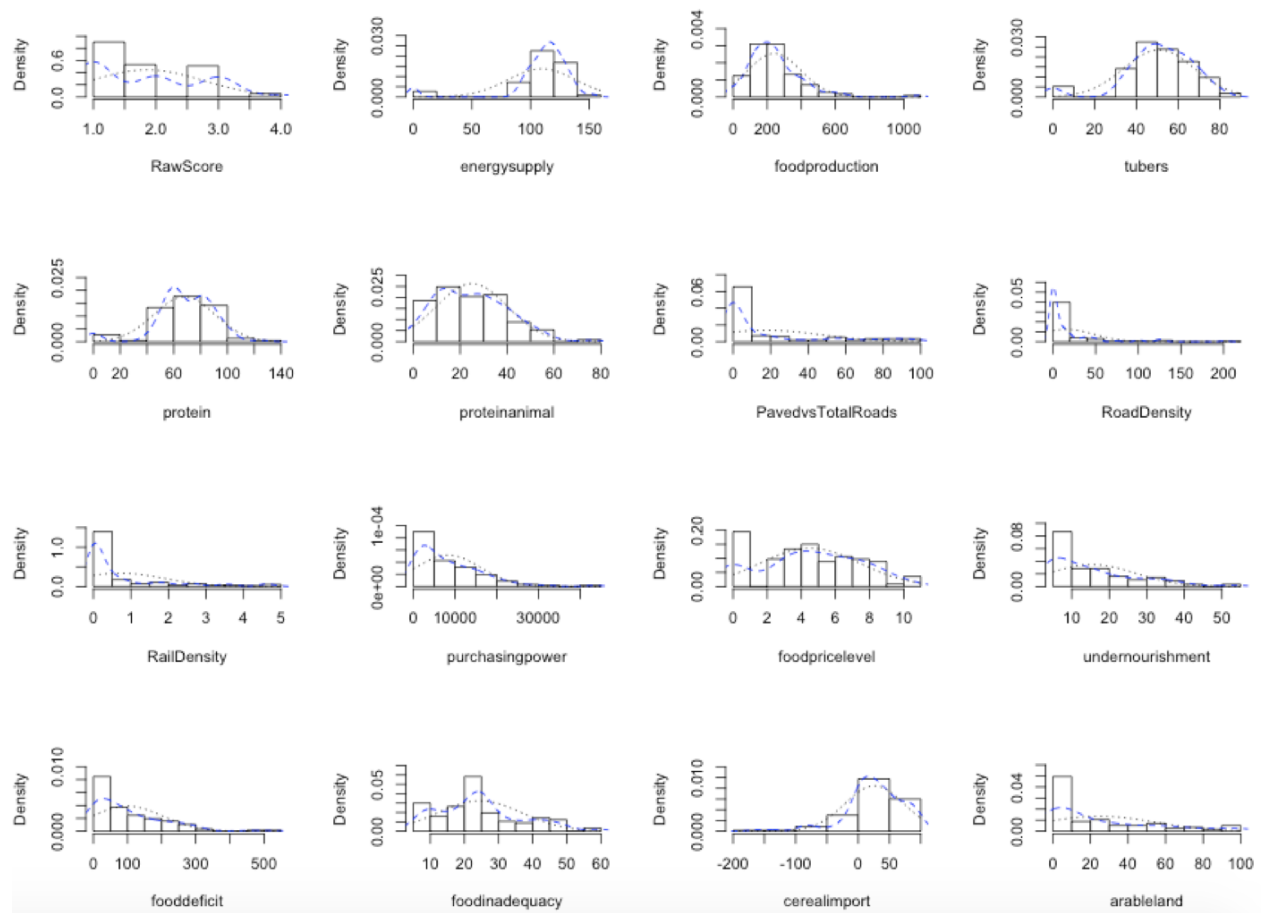 Density
0.6
0.0
1.0 2.0 3.0 4.0
RawScore
Density
0.030
0.000
0 50 100 150
energysupply
Density
0.004
0.000
0 200 600 1000
foodproduction
Density
0.030
0.000
0 20 40 60 80
tubers
Density
0.025
0.000
0 20 60 100 140
protein
Density
0.025
0.000
0 20 40 60 80
proteinanimal
Density
0.06
0.00
0 20 40 60 80 100
PavedvsTotalRoads
Density
0.05
0.00
0 50 100 150 200
RoadDensity
Density
1.0
0.0
0 1 2 3 4 5
RailDensity
Density
1e-04
0e+00
0 10000 30000
purchasingpower
Density
0.20
0.00
0 2 4 6 8 10
foodpricelevel
Density
0.08
0.00
10 20 30 40 50
undernourishment
Density
0.010
0.000
0 100 300 500
fooddeficit
Density
0.05
0.00
10 20 30 40 50 60
foodinadequacy
Density
0.010
0.000
-200 -100 0 50
cerealimport
Density
0.04
0.00
0 20 40 60 80 100
arableland